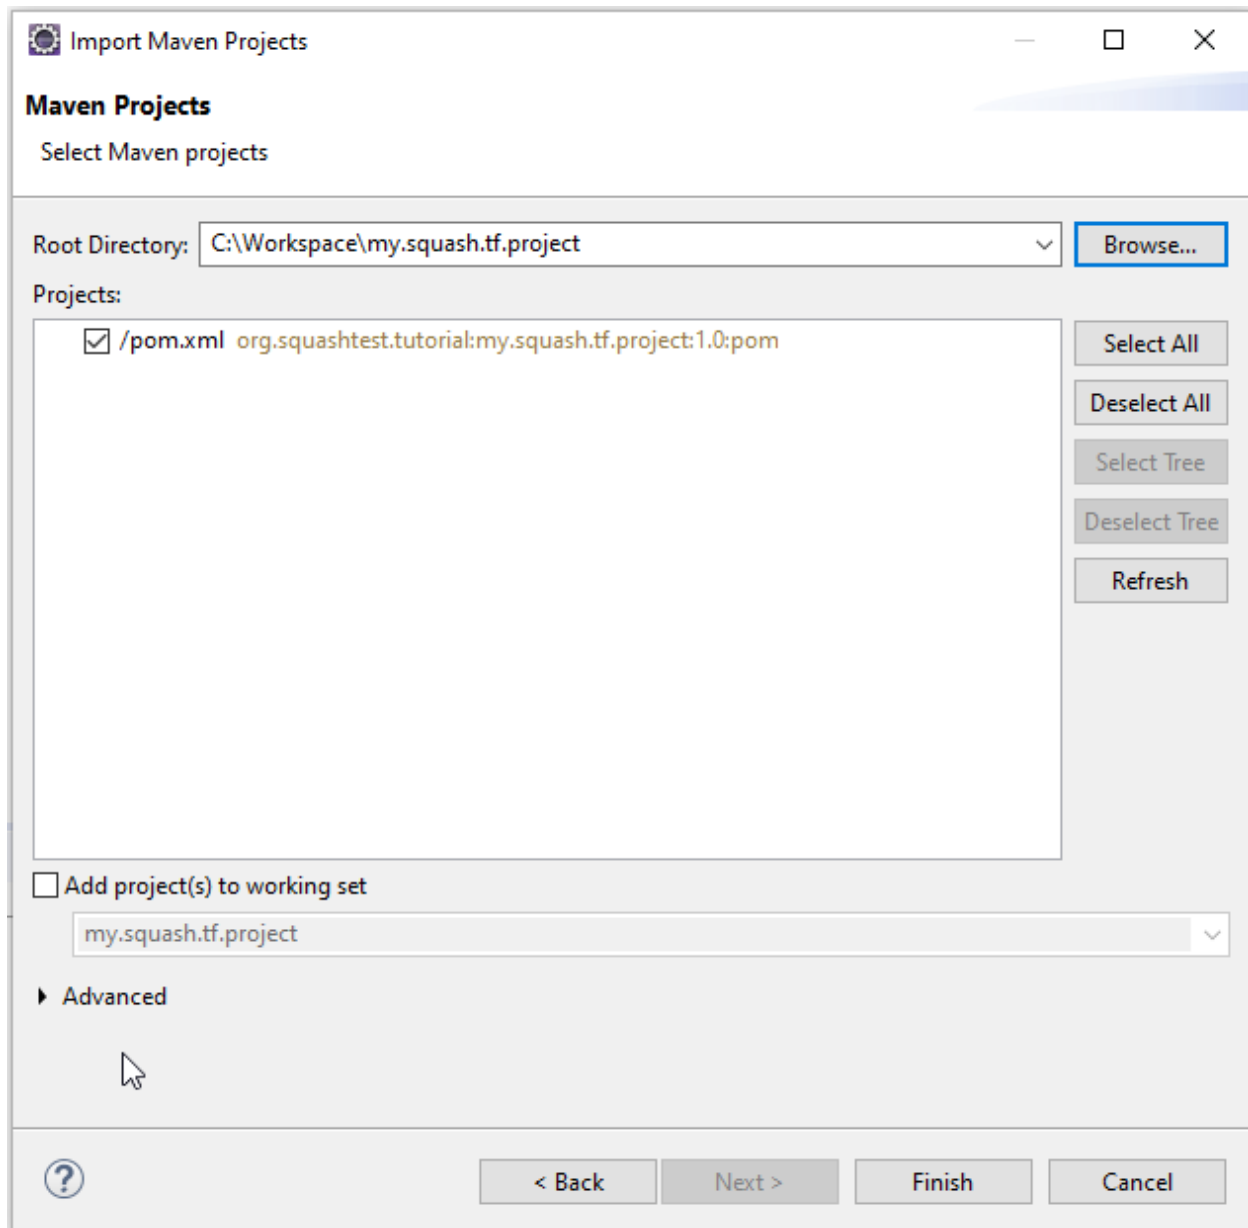 Import Maven Projects
Maven Projects
Select Maven projects
Root Directory: C:\Workspace\my.squash.tf.project Browse...
Projects:
/pom.xml org.squashtest.tutorial:my.squash.tf.project:1.0:pom
Select All
Deselect All
Select Tree
Deselect Tree
Refresh
Add project(s) to working set
my.squash.tf.project
Advanced
? < Back Next > Finish Cancel